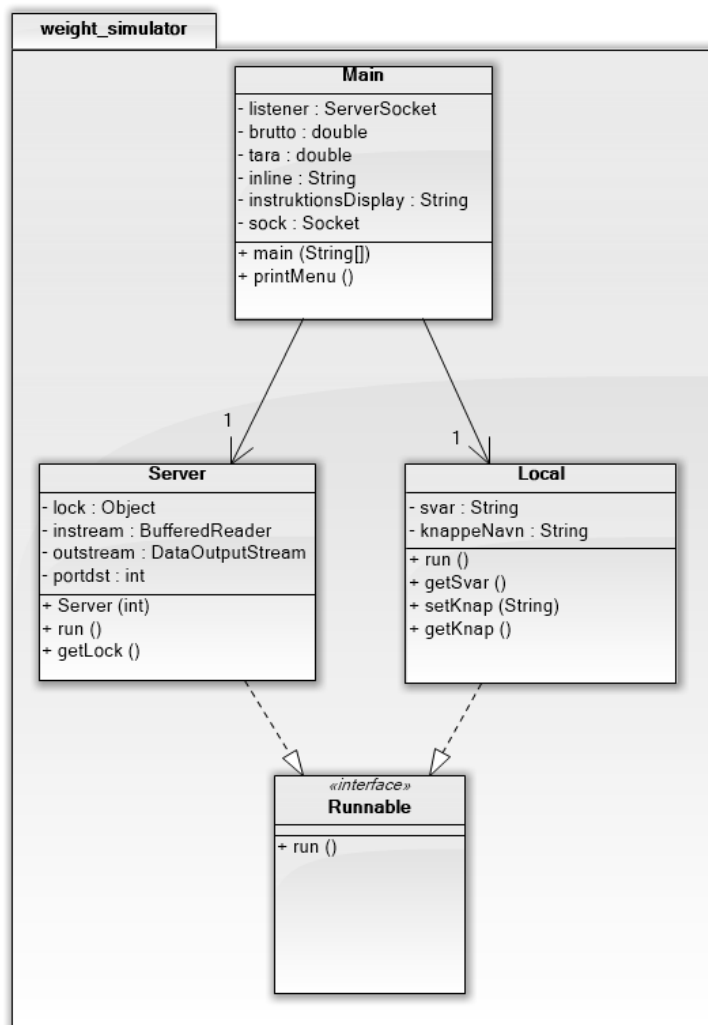 weight_simulator
Main
- listener : ServerSocket
- brutto : double
- tara : double
- inline : String
- instruktionsDisplay : String
- sock : Socket
+ main (String[])
+ printMenu ()
1
1
Server
- lock : Object
- instream : BufferedReader
- outstream : DataOutputStream
- portdst : int
+ Server (int)
+ run ()
+ getLock ()
Local
- svar : String
- knappeNavn : String
+ run ()
+ getSvar ()
+ setKnap (String)
+ getKnap ()
«interface»
Runnable
+ run ()